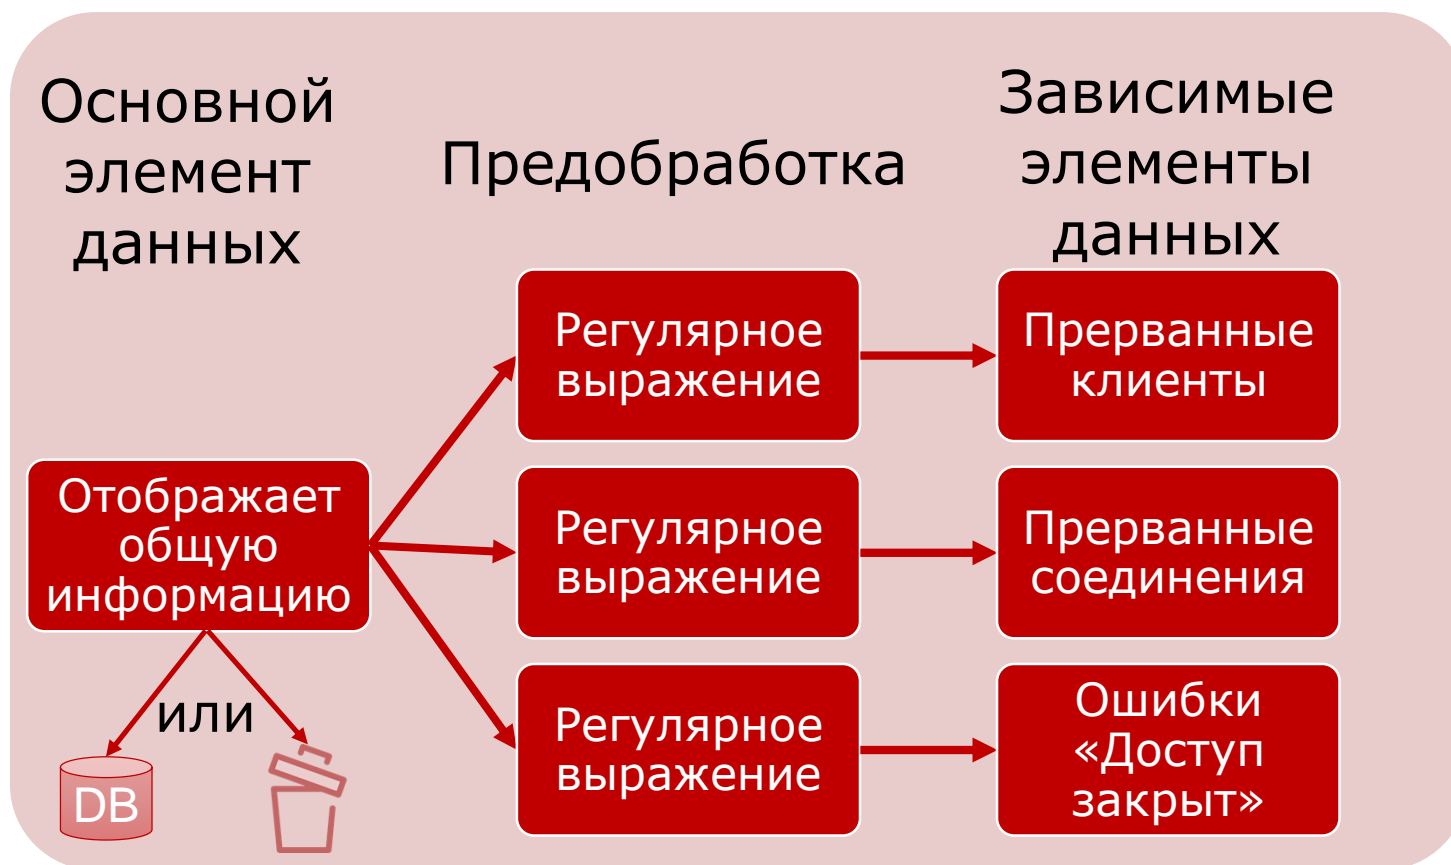 Основной
элемент
данных
Предобработка
Зависимые
элементы
данных
Регулярное
выражение
Прерванные
клиенты
Отображает
общую
информацию
Регулярное
выражение
Прерванные
соединения
Регулярное
выражение
Ошибки
«Доступ
закрыт»
или
DB